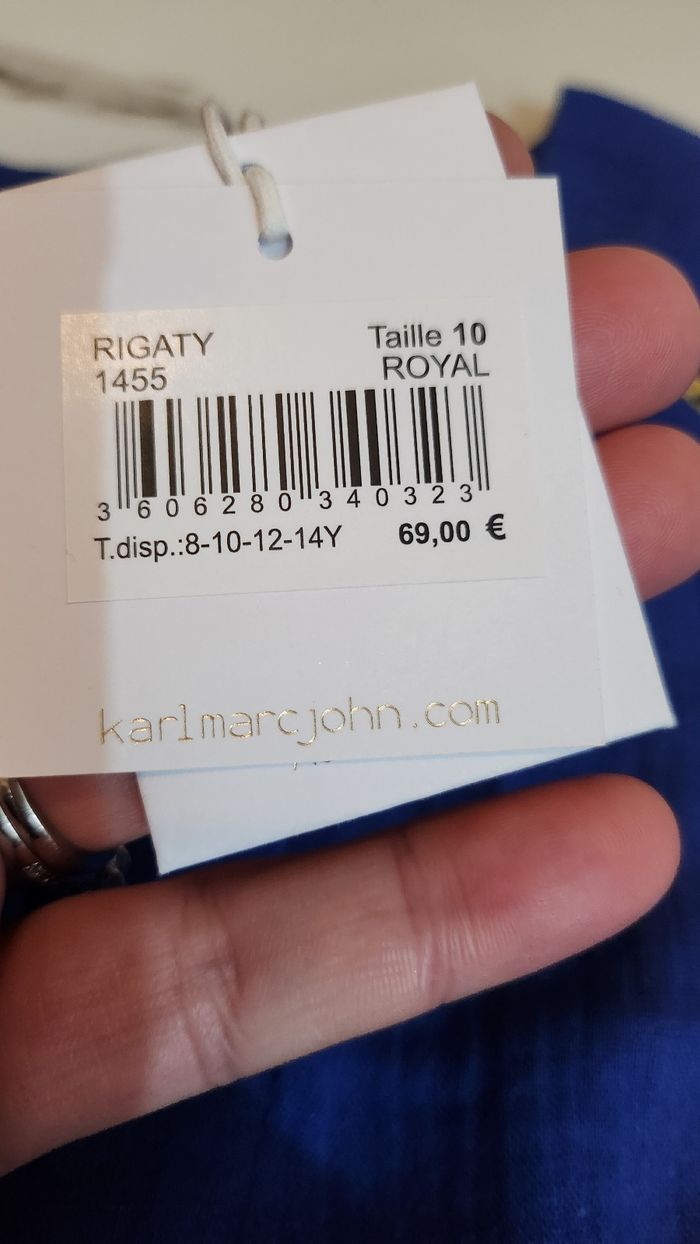 RIGATY Taille 10
1455 ROYAL
3 606280 340323
T.disp.:8-10-12-14Y 69,00 €
karlmarcjohn.com